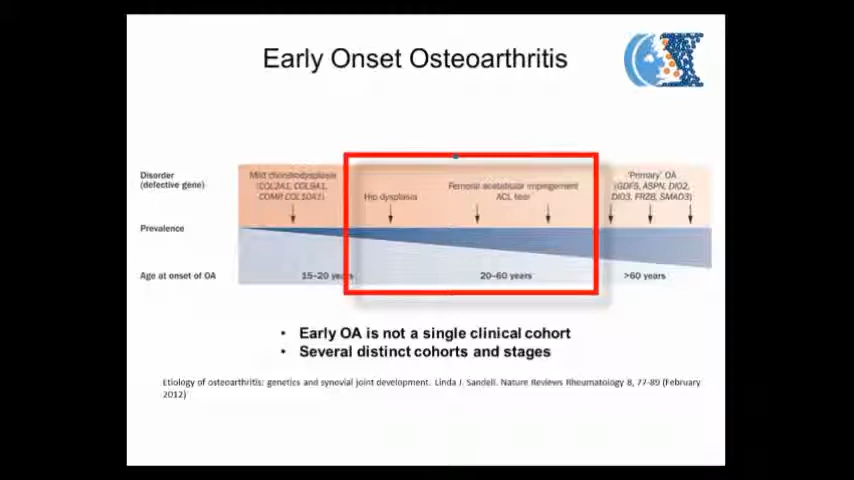 Early Onset Osteoarthritis
Disorder
(defective gene)
Mild chondrodysplasia
(COL2A1, COL9A1,
COMP, COL10A1)
Hip dysplasia
Femoral acetabular impingement
ACL tear
'Primary' OA
(GDF5, ASPN, DIO2,
DIO3, FRZB, SMAD3)
Prevalence
Age at onset of OA
15–20 years
20–60 years
>60 years
• Early OA is not a single clinical cohort
• Several distinct cohorts and stages
Etiology of osteoarthritis: genetics and synovial joint development. Linda J. Sandell. Nature Reviews Rheumatology 8, 77-89 (February
2012)